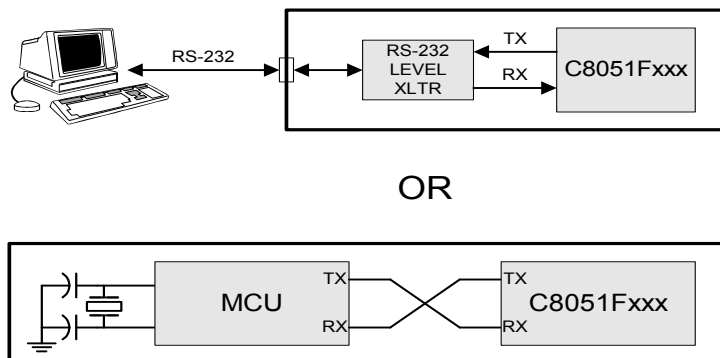 RS-232
RS-232
LEVEL
XLTR
TX
RX
C8051Fxxx
OR
MCU
TX
RX
TX
RX
C8051Fxxx